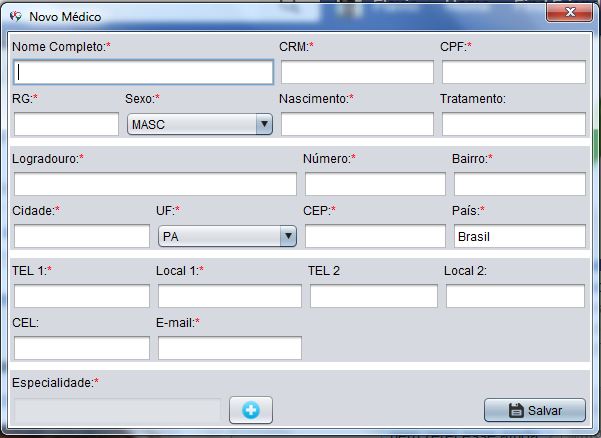 Novo Médico
Nome Completo:* CRM:* CPF:*
RG:* Sexo:* Nascimento:* Tratamento:
MASC
Logradouro:* Número:* Bairro:*
Cidade:* UF:* CEP:* País:*
PA Brasil
TEL 1:* Local 1:* TEL 2 Local 2:
CEL: E-mail:*
Especialidade:*
Salvar